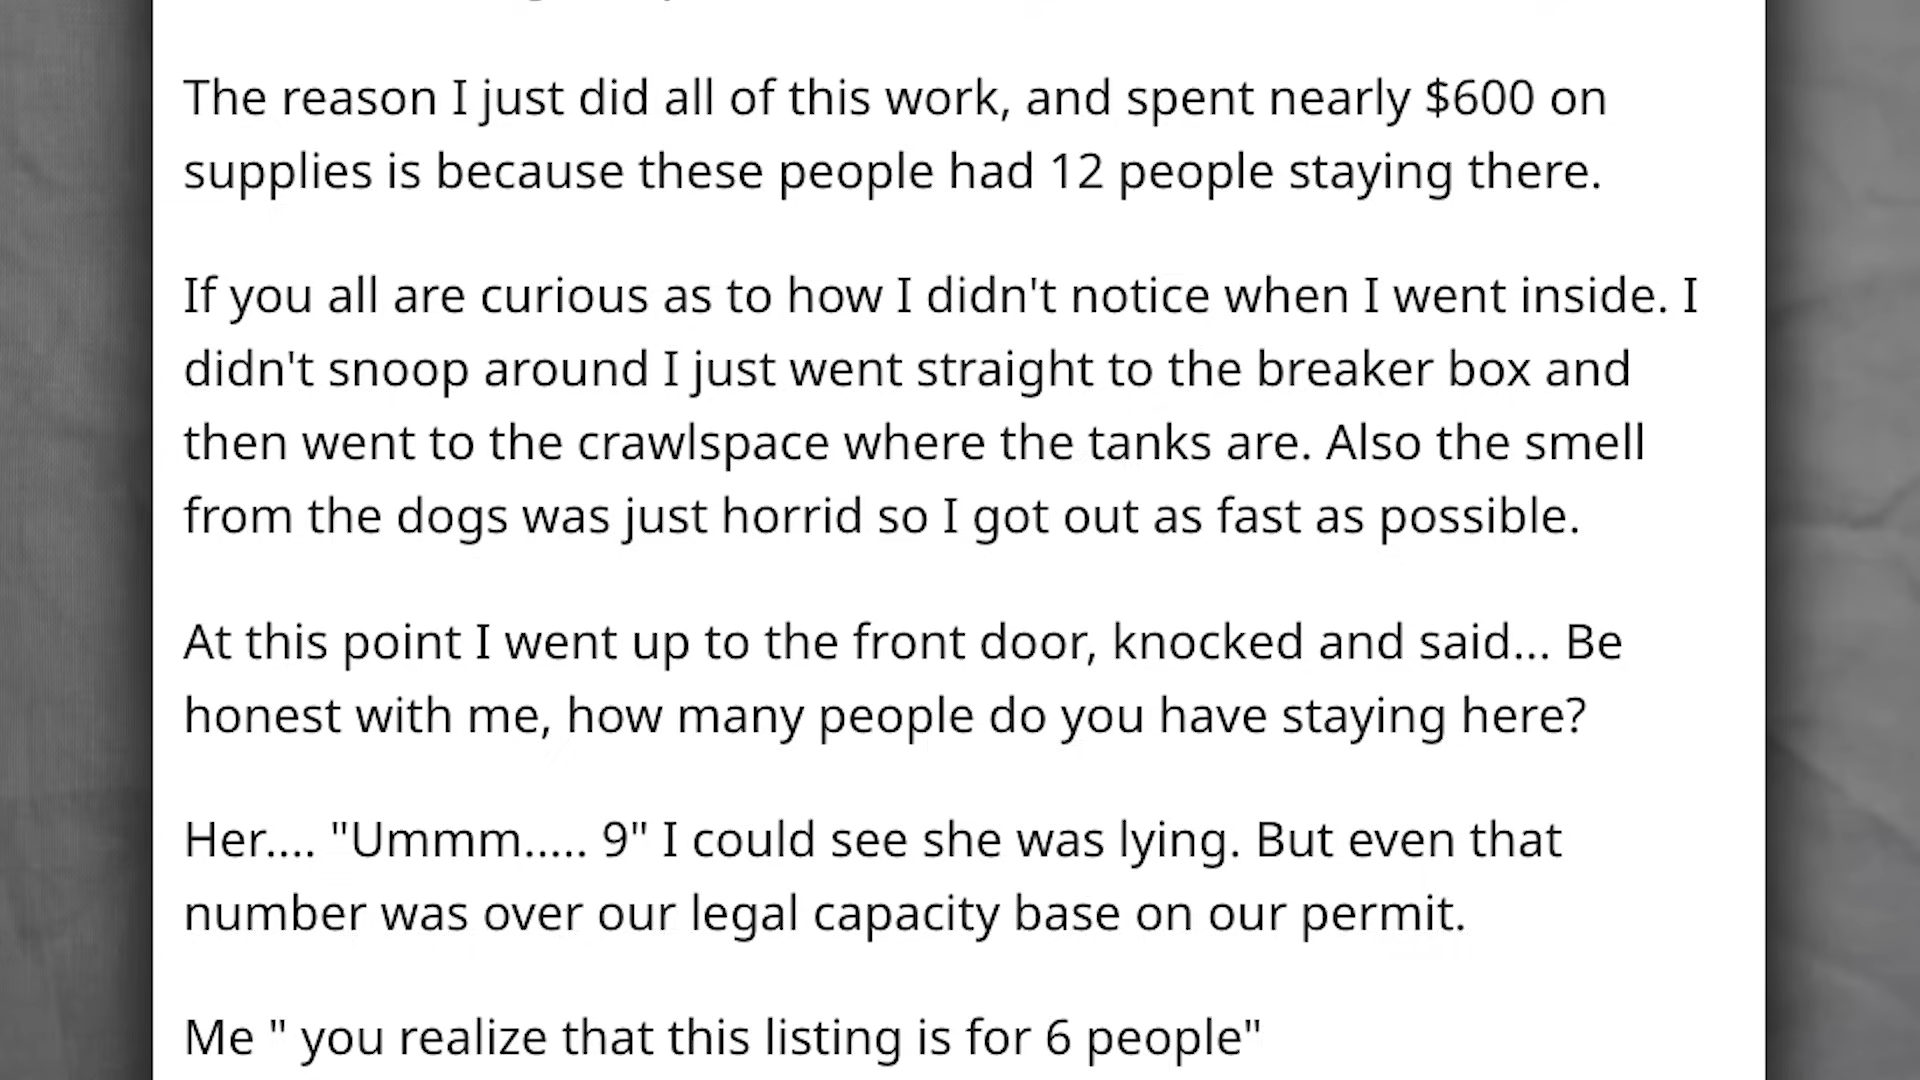 The reason I just did all of this work, and spent nearly $600 on
supplies is because these people had 12 people staying there.
If you all are curious as to how I didn't notice when I went inside. I
didn't snoop around I just went straight to the breaker box and
then went to the crawlspace where the tanks are. Also the smell
from the dogs was just horrid so I got out as fast as possible.
At this point I went up to the front door, knocked and said... Be
honest with me, how many people do you have staying here?
Her.... "Ummm..... 9" I could see she was lying. But even that
number was over our legal capacity base on our permit.
Me " you realize that this listing is for 6 people"